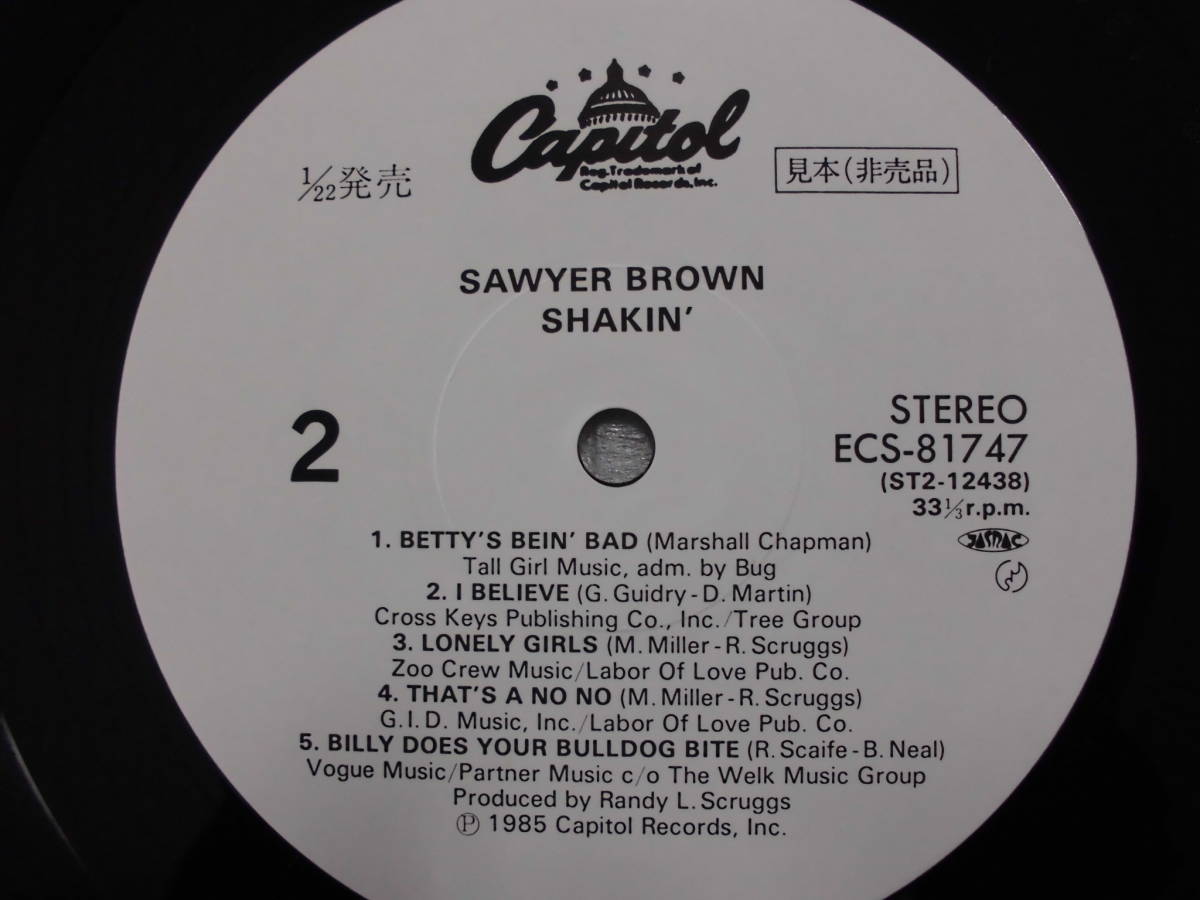 Capitol
Reg. Trademark of
Capitol Records, Inc.
1/22発売
見本(非売品)
SAWYER BROWN
SHAKIN'
2
STEREO
ECS-81747
(ST2-12438)
33 1/3 r.p.m.
JASRAC
1. BETTY'S BEIN' BAD (Marshall Chapman)
Tall Girl Music, adm. by Bug
2. I BELIEVE (G. Guidry - D. Martin)
Cross Keys Publishing Co., Inc./Tree Group
3. LONELY GIRLS (M. Miller - R. Scruggs)
Zoo Crew Music/Labor Of Love Pub. Co.
4. THAT'S A NO NO (M. Miller - R. Scruggs)
G.I.D. Music, Inc./Labor Of Love Pub. Co.
5. BILLY DOES YOUR BULLDOG BITE (R. Scaife - B. Neal)
Vogue Music/Partner Music c/o The Welk Music Group
Produced by Randy L. Scruggs
Ⓟ 1985 Capitol Records, Inc.